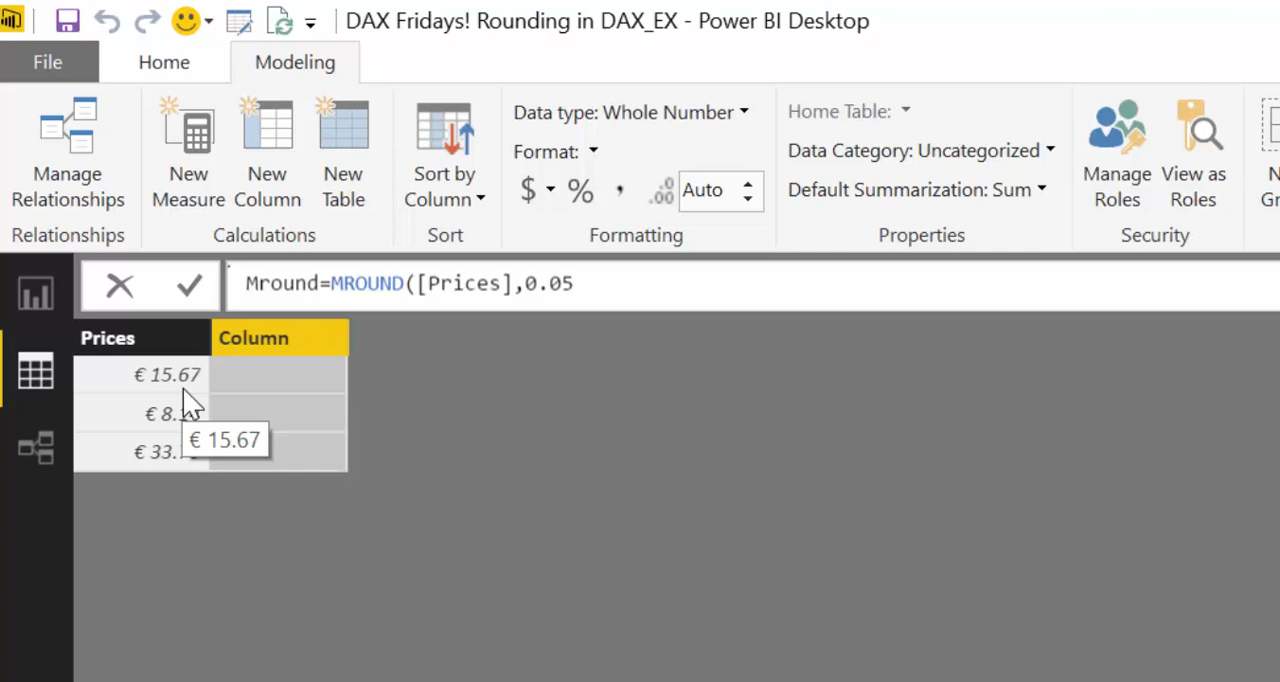 DAX Fridays! Rounding in DAX_EX - Power BI Desktop
File Home Modeling
Manage Relationships
New Measure
New Column
New Table
Sort by Column
Data type: Whole Number
Format:
$ % , .00 Auto
Home Table:
Data Category: Uncategorized
Default Summarization: Sum
Manage Roles
View as Roles
Relationships Calculations Sort Formatting Properties Security
Mround=MROUND([Prices],0.05
Prices Column
€ 15.67
€ 8.
€ 15.67
€ 33.